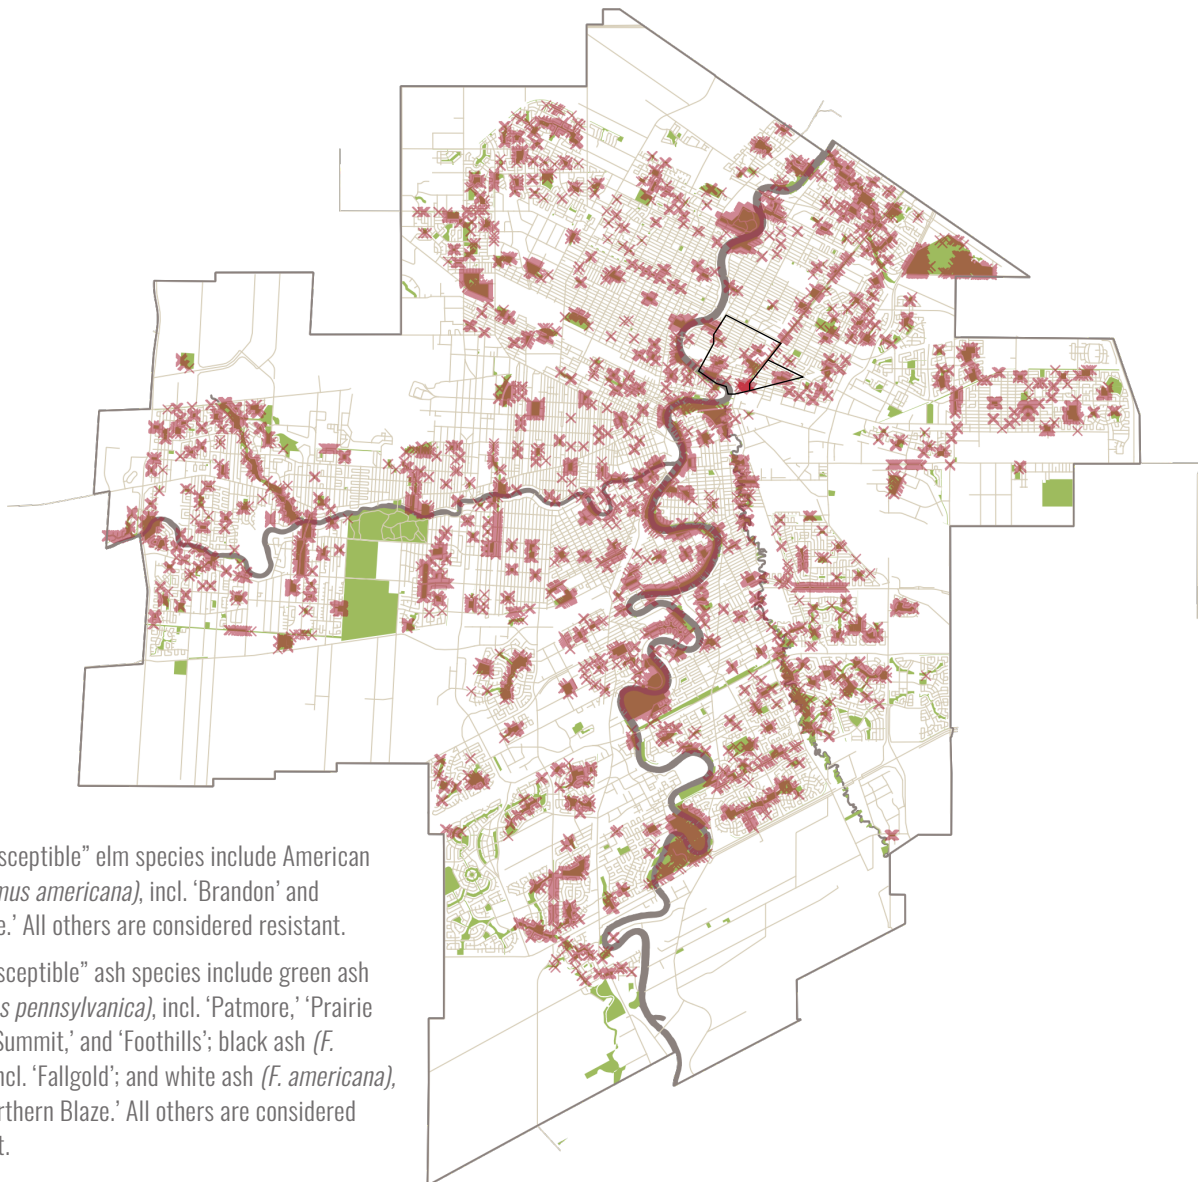 sceptible” elm species include American
nus americana), incl. ‘Brandon’ and
e.’ All others are considered resistant.
sceptible” ash species include green ash
s pennsylvanica), incl. ‘Patmore,’ ‘Prairie
Summit,’ and ‘Foothills’; black ash (F.
ncl. ‘Fallgold’; and white ash (F. americana),
rthern Blaze.’ All others are considered
t.